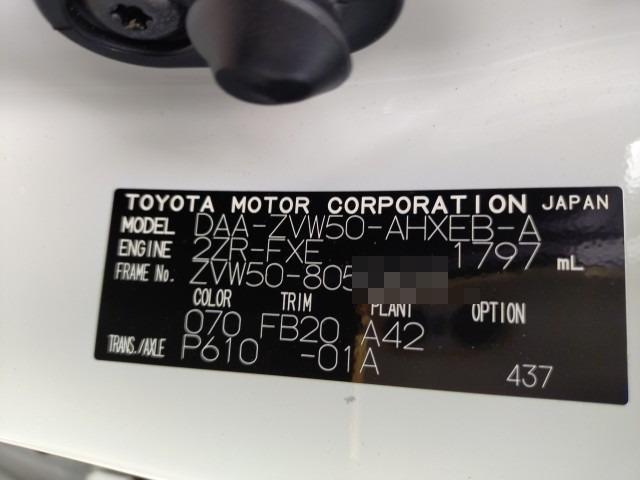 TOYOTA MOTOR CORPORATION JAPAN
MODEL DAA-ZVW50-AHXEB-A
ENGINE 2ZR-FXE 1797 mL
FRAME No. ZVW50-805
COLOR TRIM PLANT OPTION
070 FB20 A42
TRANS./AXLE P610 -01A
437